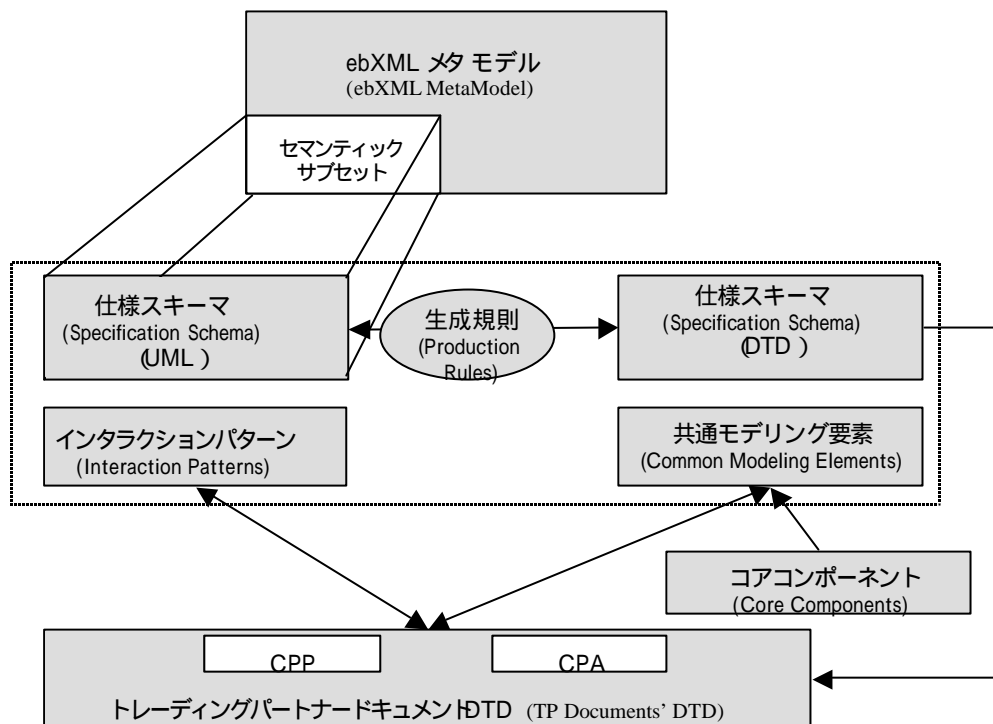 ebXML メタ モデル
(ebXML MetaModel)
セマンティック
サブセット
仕様スキーマ
(Specification Schema)
(UML )
生成規則
(Production
Rules)
仕様スキーマ
(Specification Schema)
(DTD )
インタラクションパターン
(Interaction Patterns)
共通モデリング要素
(Common Modeling Elements)
コアコンポーネント
(Core Components)
CPP
CPA
トレーディングパートナードキュメントDTD (TP Documents' DTD)